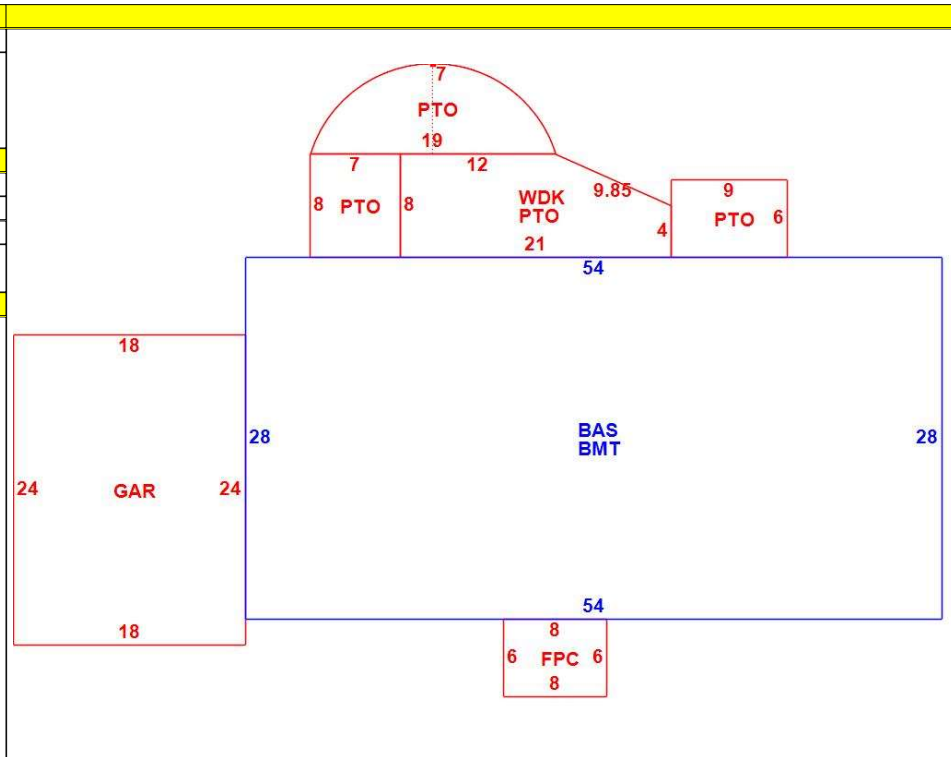 7
PTO
19
7 12
8 PTO 8
WDK
PTO
9.85
21
4
9
PTO 6
54
18
24 GAR 24
18
28
BAS
BMT
28
54
8
6 FPC 6
8